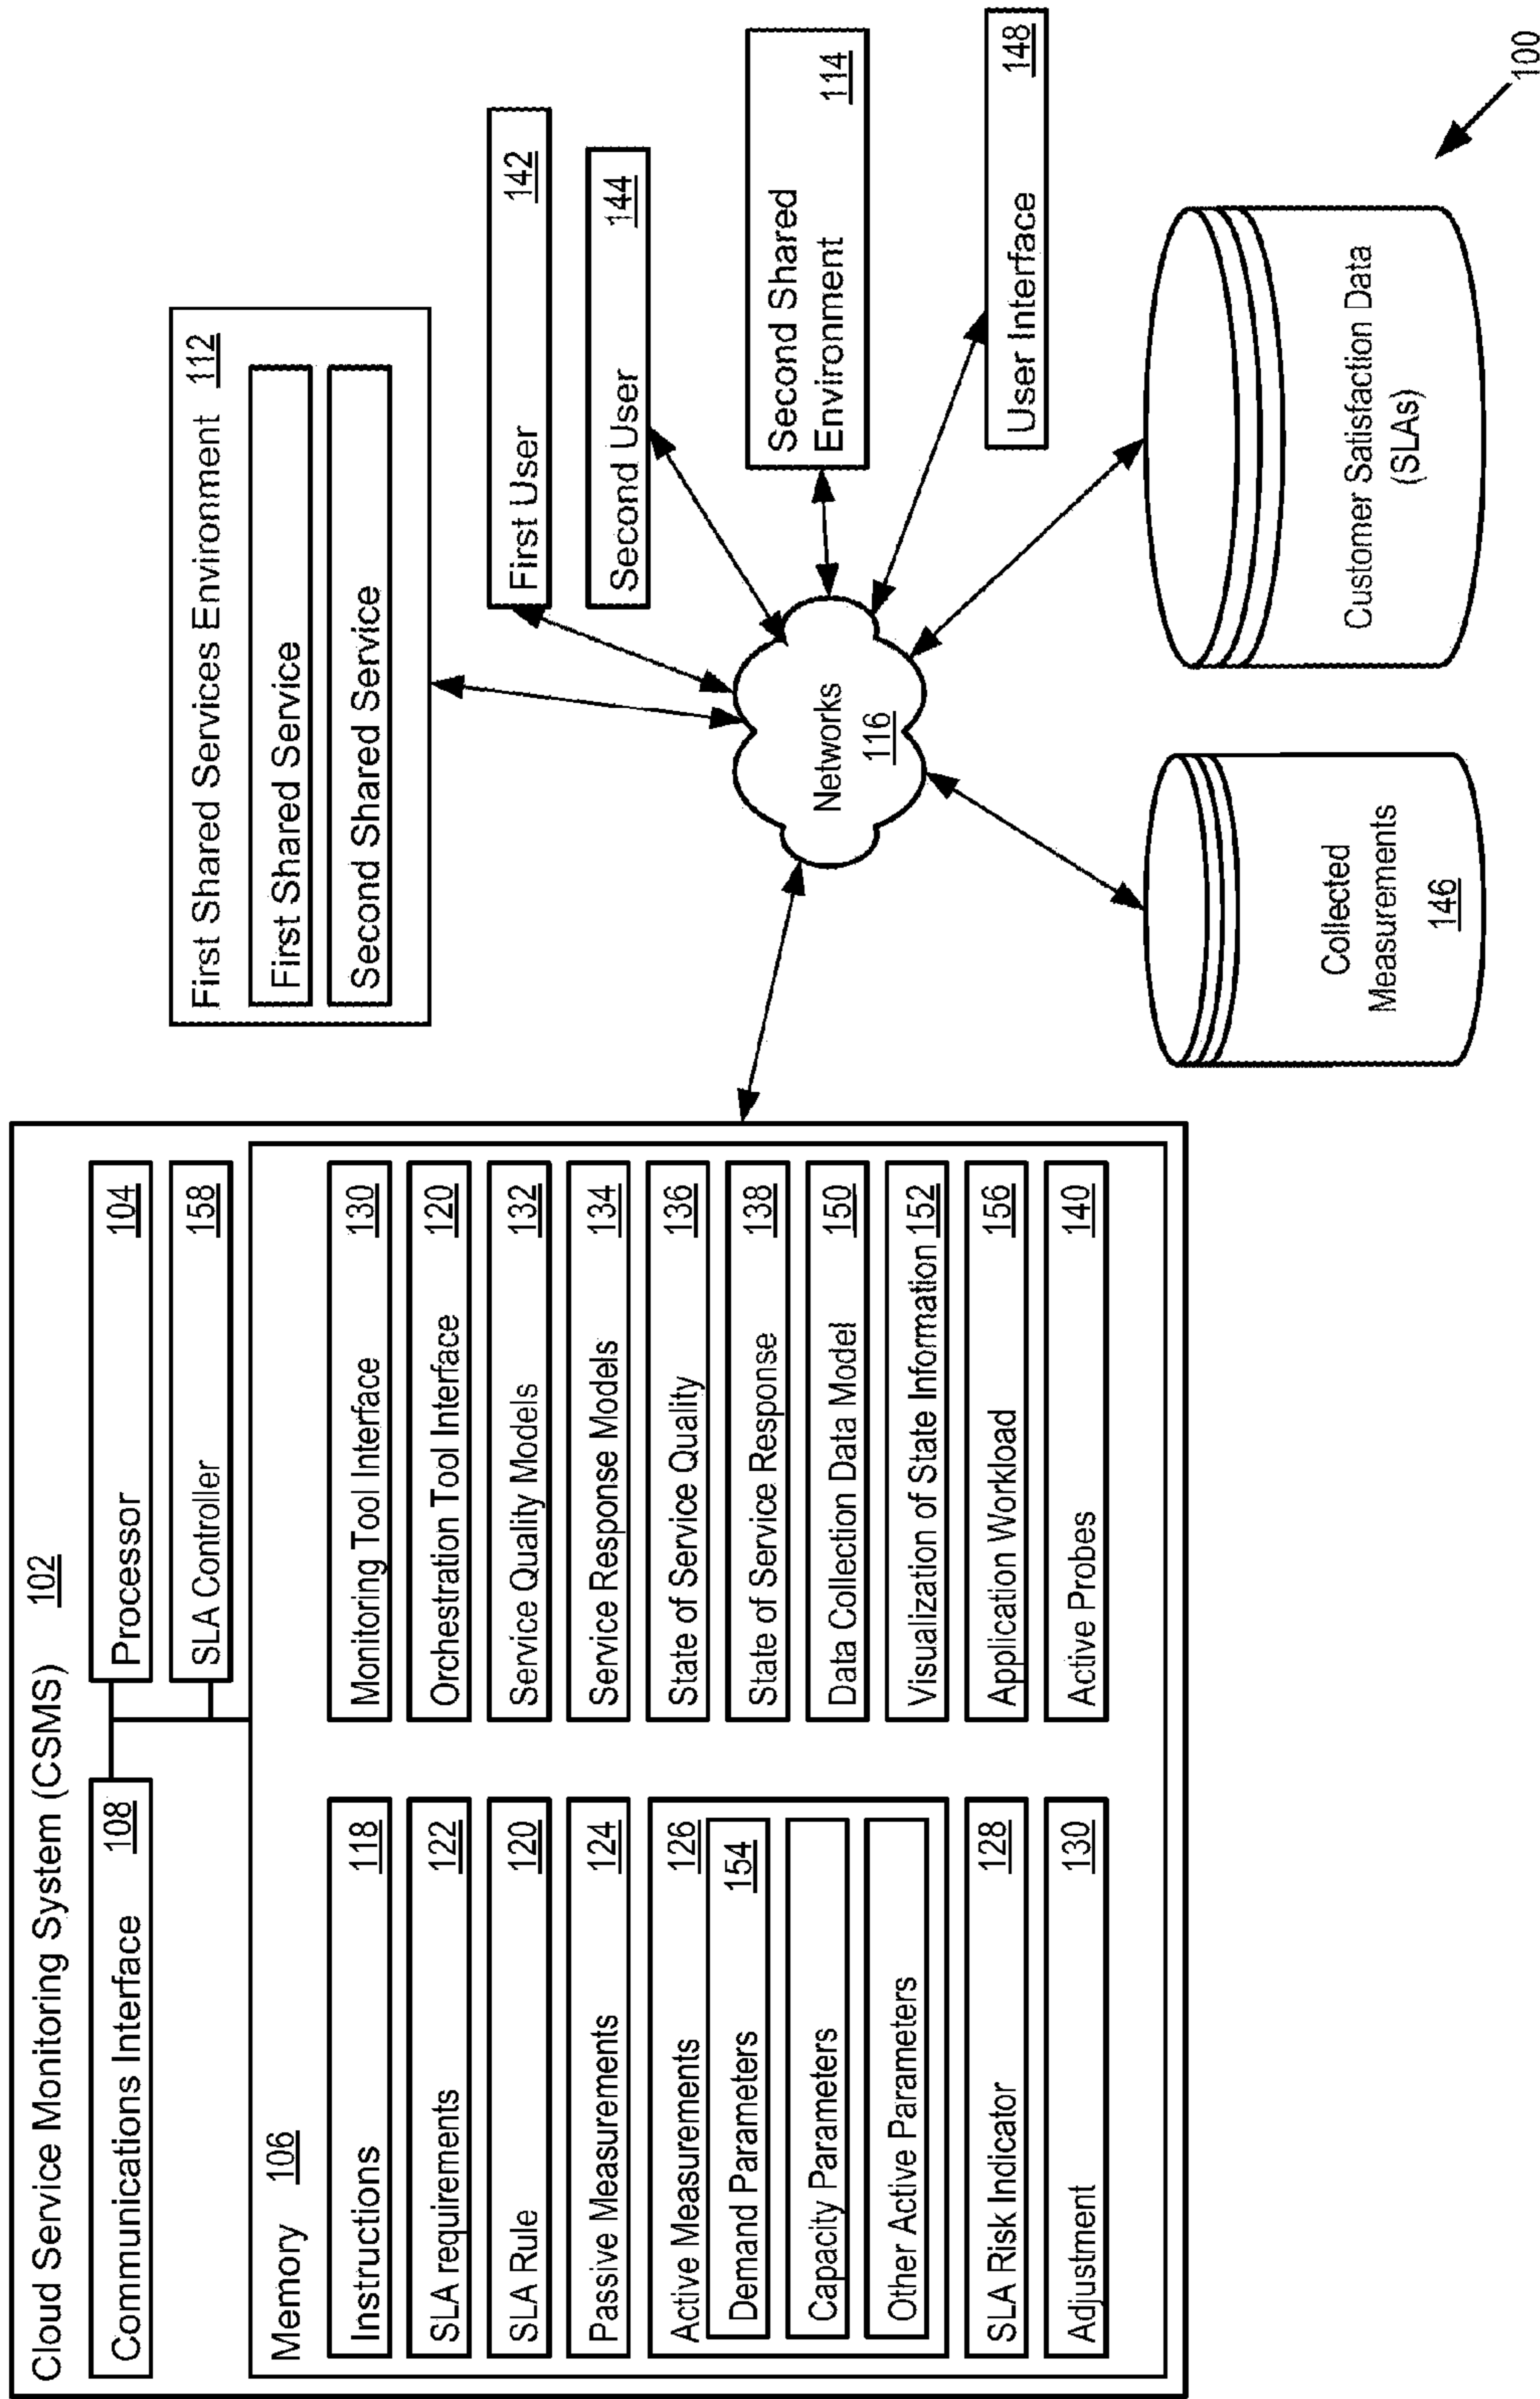 Cloud Service Monitoring System (CSMS) 102
Communications Interface 108
Processor 104
SLA Controller 158
Memory 106
Instructions 118
SLA requirements 122
SLA Rule 120
Passive Measurements 124
Active Measurements 126
Demand Parameters 154
Capacity Parameters
Other Active Parameters
SLA Risk Indicator 128
Adjustment 130
Monitoring Tool Interface 130
Orchestration Tool Interface 120
Service Quality Models 132
Service Response Models 134
State of Service Quality 136
State of Service Response 138
Data Collection Data Model 150
Visualization of State Information 152
Application Workload 156
Active Probes 140
First Shared Services Environment 112
First Shared Service
Second Shared Service
First User 142
Second User 144
Second Shared
Environment 114
User Interface 148
Networks
116
Collected
Measurements
146
Customer Satisfaction Data
(SLAs)
100